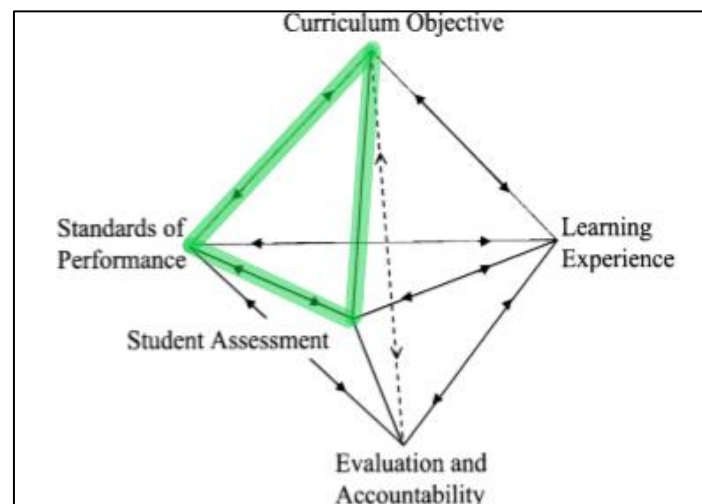 Curriculum Objective
Standards of
Performance
Learning
Experience
Student Assessment
Evaluation and
Accountability